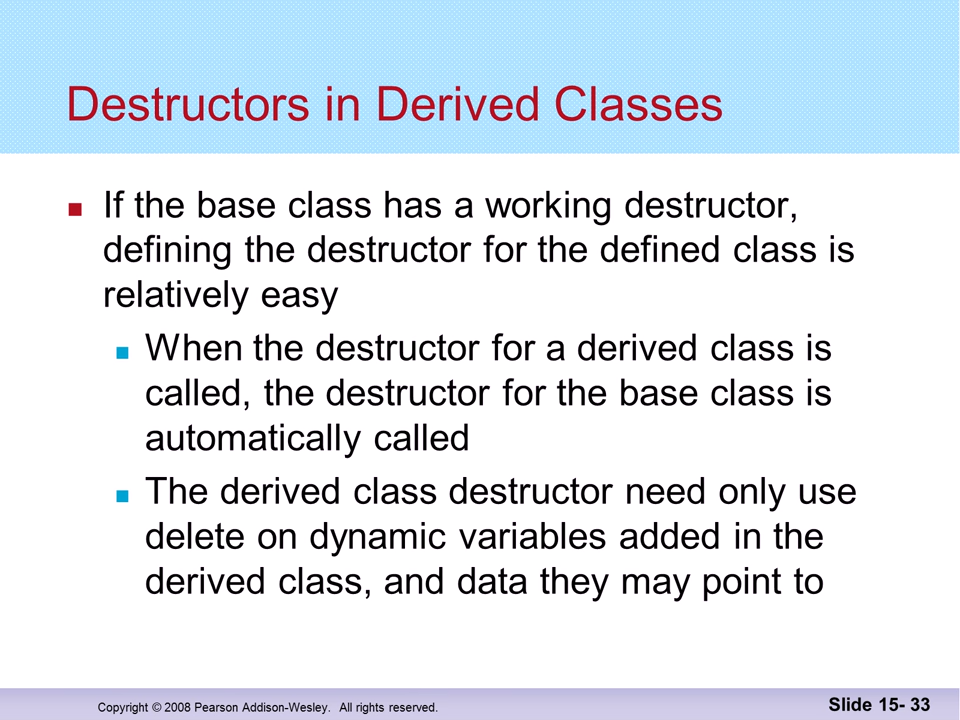 Destructors in Derived Classes
If the base class has a working destructor,
defining the destructor for the defined class is
relatively easy
When the destructor for a derived class is
called, the destructor for the base class is
automatically called
The derived class destructor need only use
delete on dynamic variables added in the
derived class, and data they may point to
Copyright © 2008 Pearson Addison-Wesley. All rights reserved.
Slide 15- 33